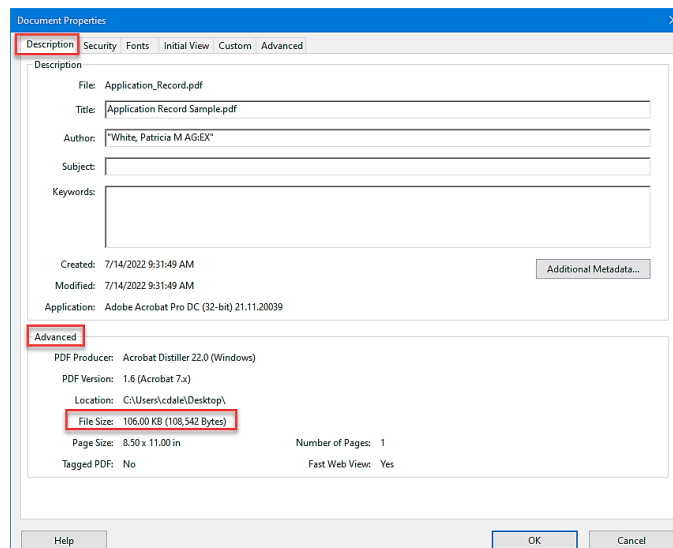 Document Properties
Description Security Fonts Initial View Custom Advanced
Description
File: Application_Record.pdf
Title: Application Record Sample.pdf
Author: "White, Patricia M AG:EX"
Subject:
Keywords:
Created: 7/14/2022 9:31:49 AM
Additional Metadata...
Modified: 7/14/2022 9:31:49 AM
Application: Adobe Acrobat Pro DC (32-bit) 21.11.20039
Advanced
PDF Producer: Acrobat Distiller 22.0 (Windows)
PDF Version: 1.6 (Acrobat 7.x)
Location: C:\Users\cdale\Desktop\
File Size: 106.00 KB (108,542 Bytes)
Page Size: 8.50 x 11.00 in Number of Pages: 1
Tagged PDF: No Fast Web View: Yes
Help OK Cancel